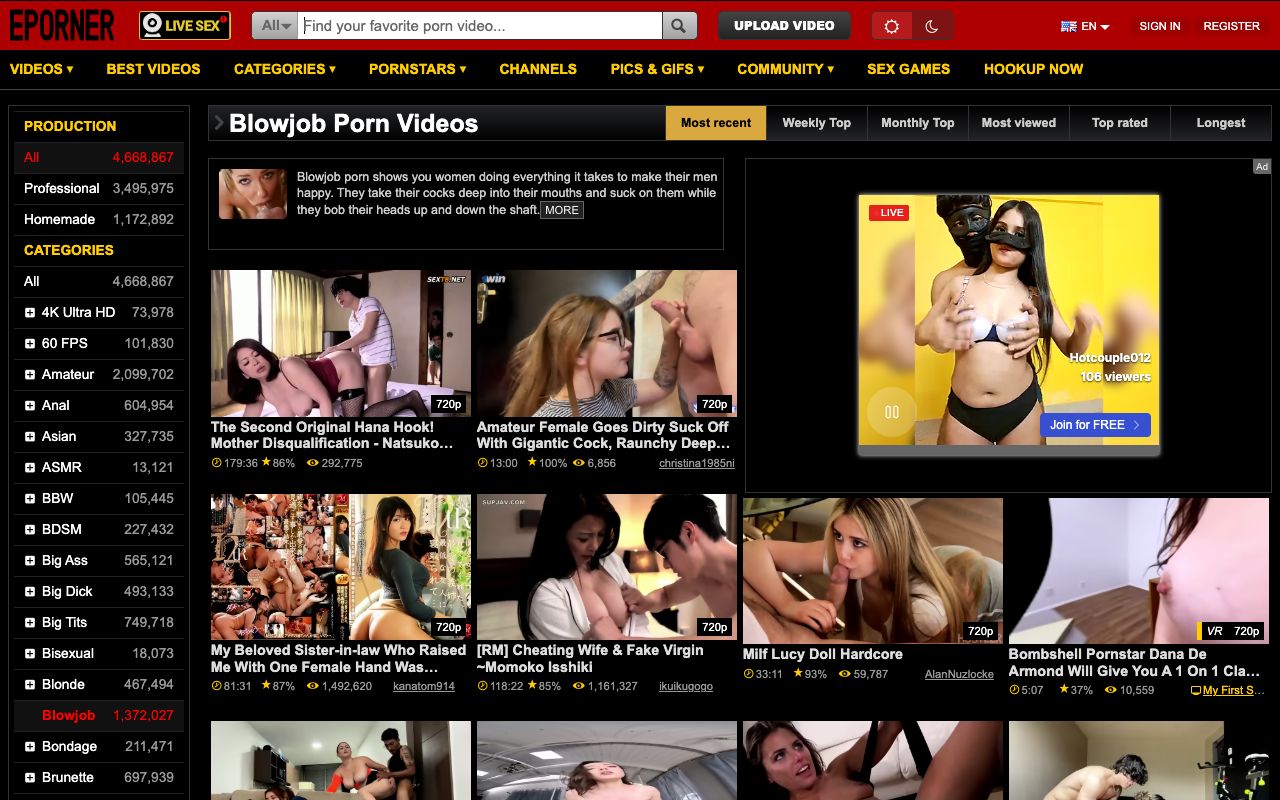 EPORNER
LIVE SEX
All
Find your favorite porn video...
UPLOAD VIDEO
EN
SIGN IN
REGISTER
VIDEOS
BEST VIDEOS
CATEGORIES
PORNSTARS
CHANNELS
PICS & GIFS
COMMUNITY
SEX GAMES
HOOKUP NOW
PRODUCTION
All 4,668,867
Professional 3,495,975
Homemade 1,172,892
CATEGORIES
All 4,668,867
4K Ultra HD 73,978
60 FPS 101,830
Amateur 2,099,702
Anal 604,954
Asian 327,735
ASMR 13,121
BBW 105,445
BDSM 227,432
Big Ass 565,121
Big Dick 493,133
Big Tits 749,718
Bisexual 18,073
Blonde 467,494
Blowjob 1,372,027
Bondage 211,471
Brunette 697,939
Blowjob Porn Videos
Most recent
Weekly Top
Monthly Top
Most viewed
Top rated
Longest
Blowjob porn shows you women doing everything it takes to make their men
happy. They take their cocks deep into their mouths and suck on them while
they bob their heads up and down the shaft. MORE
Ad
LIVE
Hotcouple012
106 viewers
Join for FREE
SEXTB.NET
720p
The Second Original Hana Hook!
Mother Disqualification - Natsuko...
179:36 86% 292,775
win
720p
Amateur Female Goes Dirty Suck Off
With Gigantic Cock, Raunchy Deep...
13:00 100% 6,856 christina1985ni
720p
My Beloved Sister-in-law Who Raised
Me With One Female Hand Was...
81:31 87% 1,492,620 kanatom914
SUPJAV.COM
720p
[RM] Cheating Wife & Fake Virgin
~Momoko Isshiki
118:22 85% 1,161,327 ikuikugogo
720p
Milf Lucy Doll Hardcore
33:11 93% 59,787 AlanNuzlocke
VR 720p
Bombshell Pornstar Dana De
Armond Will Give You A 1 On 1 Cla...
5:07 37% 10,559 My First S...